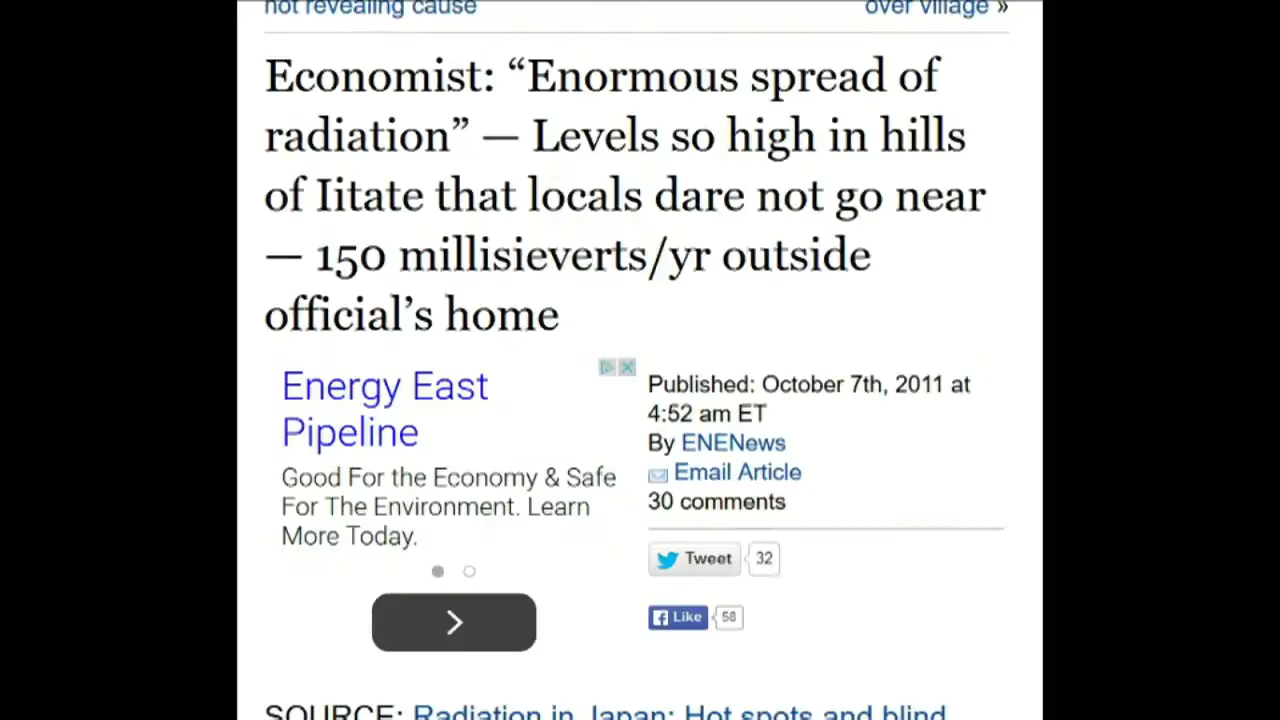 not revealing cause
over village »
Economist: “Enormous spread of
radiation” — Levels so high in hills
of Iitate that locals dare not go near
— 150 millisieverts/yr outside
official’s home
Energy East
Pipeline
Good For the Economy & Safe
For The Environment. Learn
More Today.
Published: October 7th, 2011 at
4:52 am ET
By ENENews
Email Article
30 comments
Tweet 32
Like 58
SOURCE: Radiation in Japan: Hot spots and blind